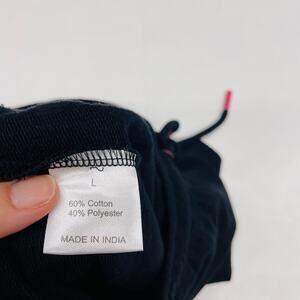 L
60% Cotton
40% Polyester
MADE IN INDIA